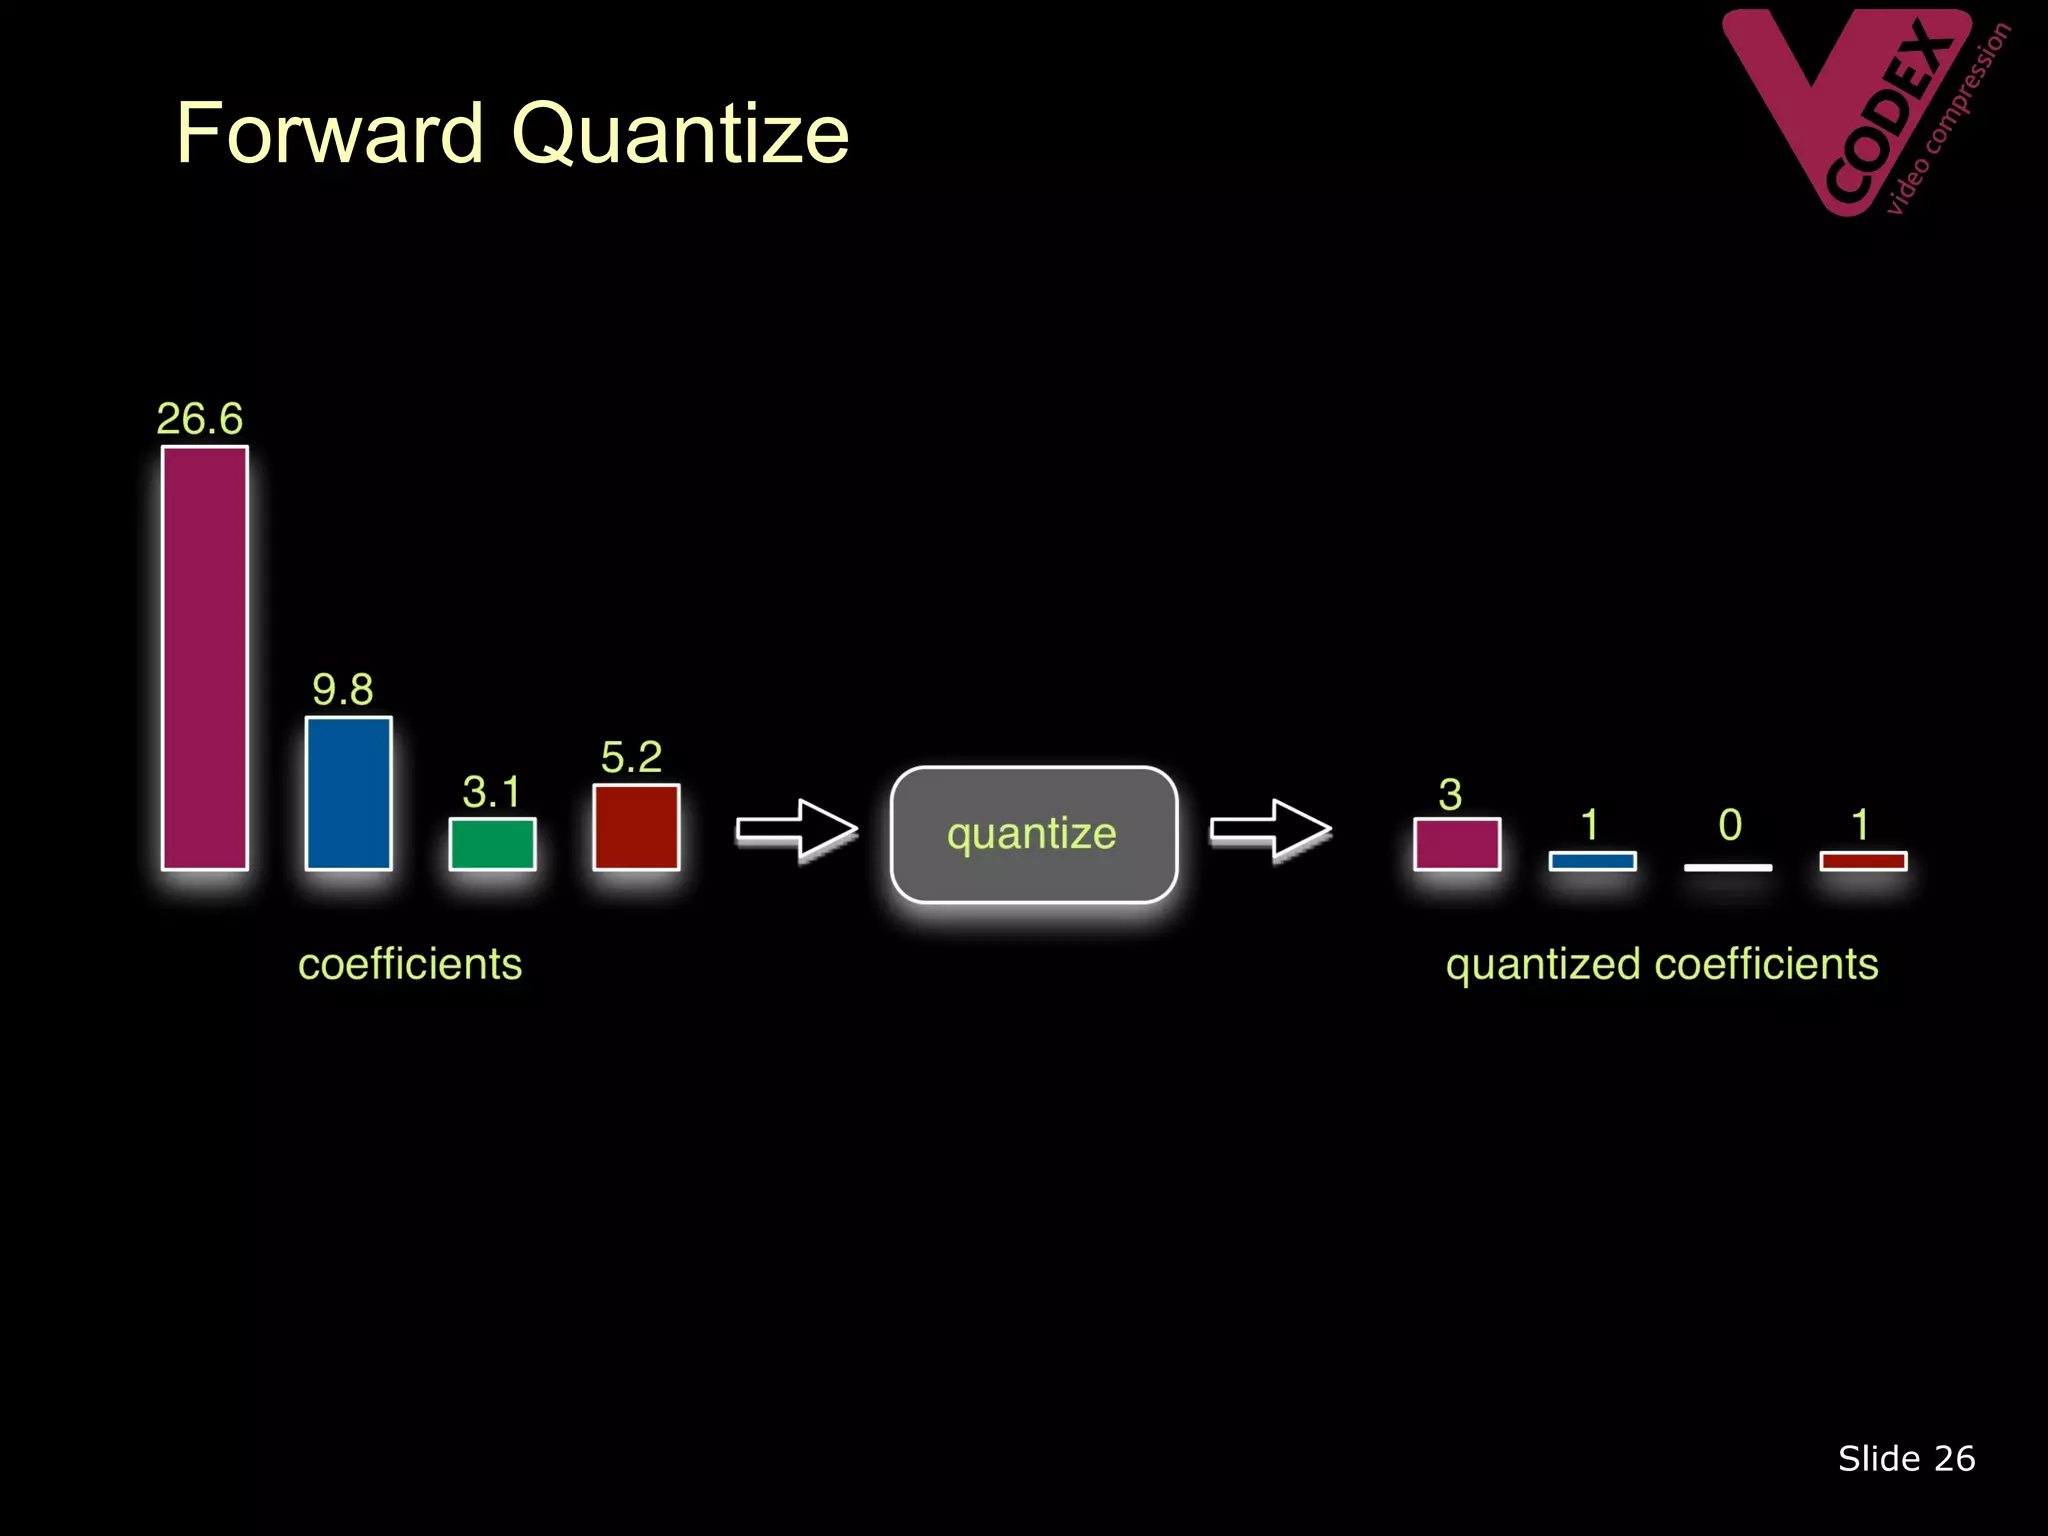 Forward Quantize
VCODEX
video compression
26.6
9.8
3.1
5.2
quantize
3
1
0
1
coefficients
quantized coefficients
Slide 26